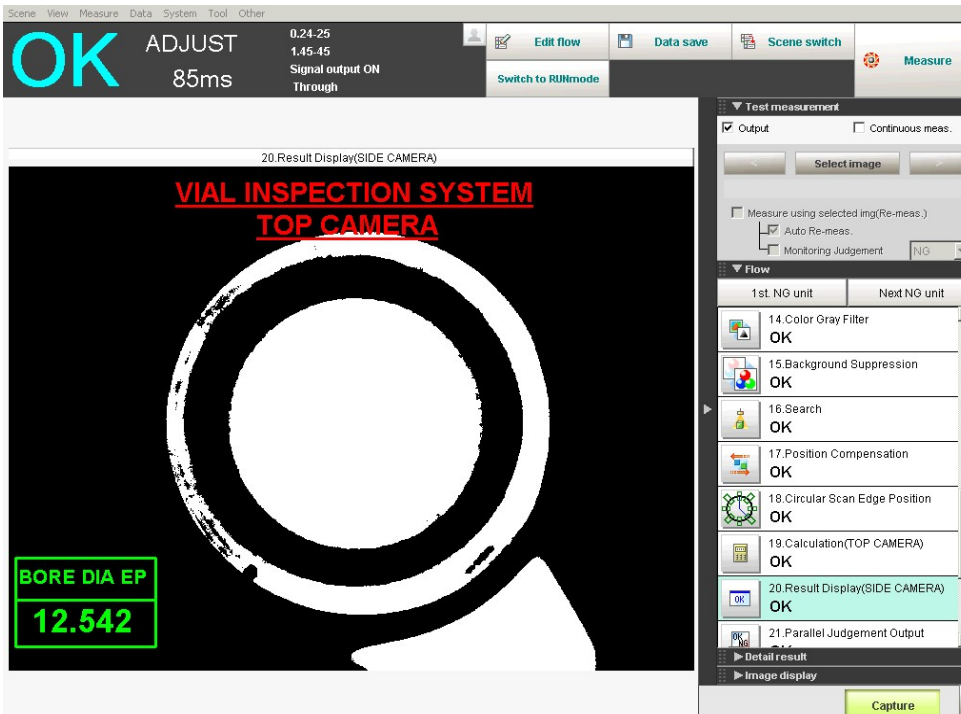 Scene View Measure Data System Tool Other
OK
ADJUST
85ms
0.24-25
1.45-45
Signal output ON
Through
Edit flow
Data save
Scene switch
Measure
Switch to RUNmode
Test measurement
Output
Continuous meas.
20.Result Display(SIDE CAMERA)
< Select image >
VIAL INSPECTION SYSTEM
TOP CAMERA
Measure using selected img(Re-meas.)
Auto Re-meas.
Monitoring Judgement NG
Flow
1st. NG unit
Next NG unit
14.Color Gray Filter
OK
15.Background Suppression
OK
16.Search
OK
17.Position Compensation
OK
18.Circular Scan Edge Position
OK
19.Calculation(TOP CAMERA)
OK
20.Result Display(SIDE CAMERA)
OK
21.Parallel Judgement Output
BORE DIA EP
12.542
Detail result
Image display
Capture